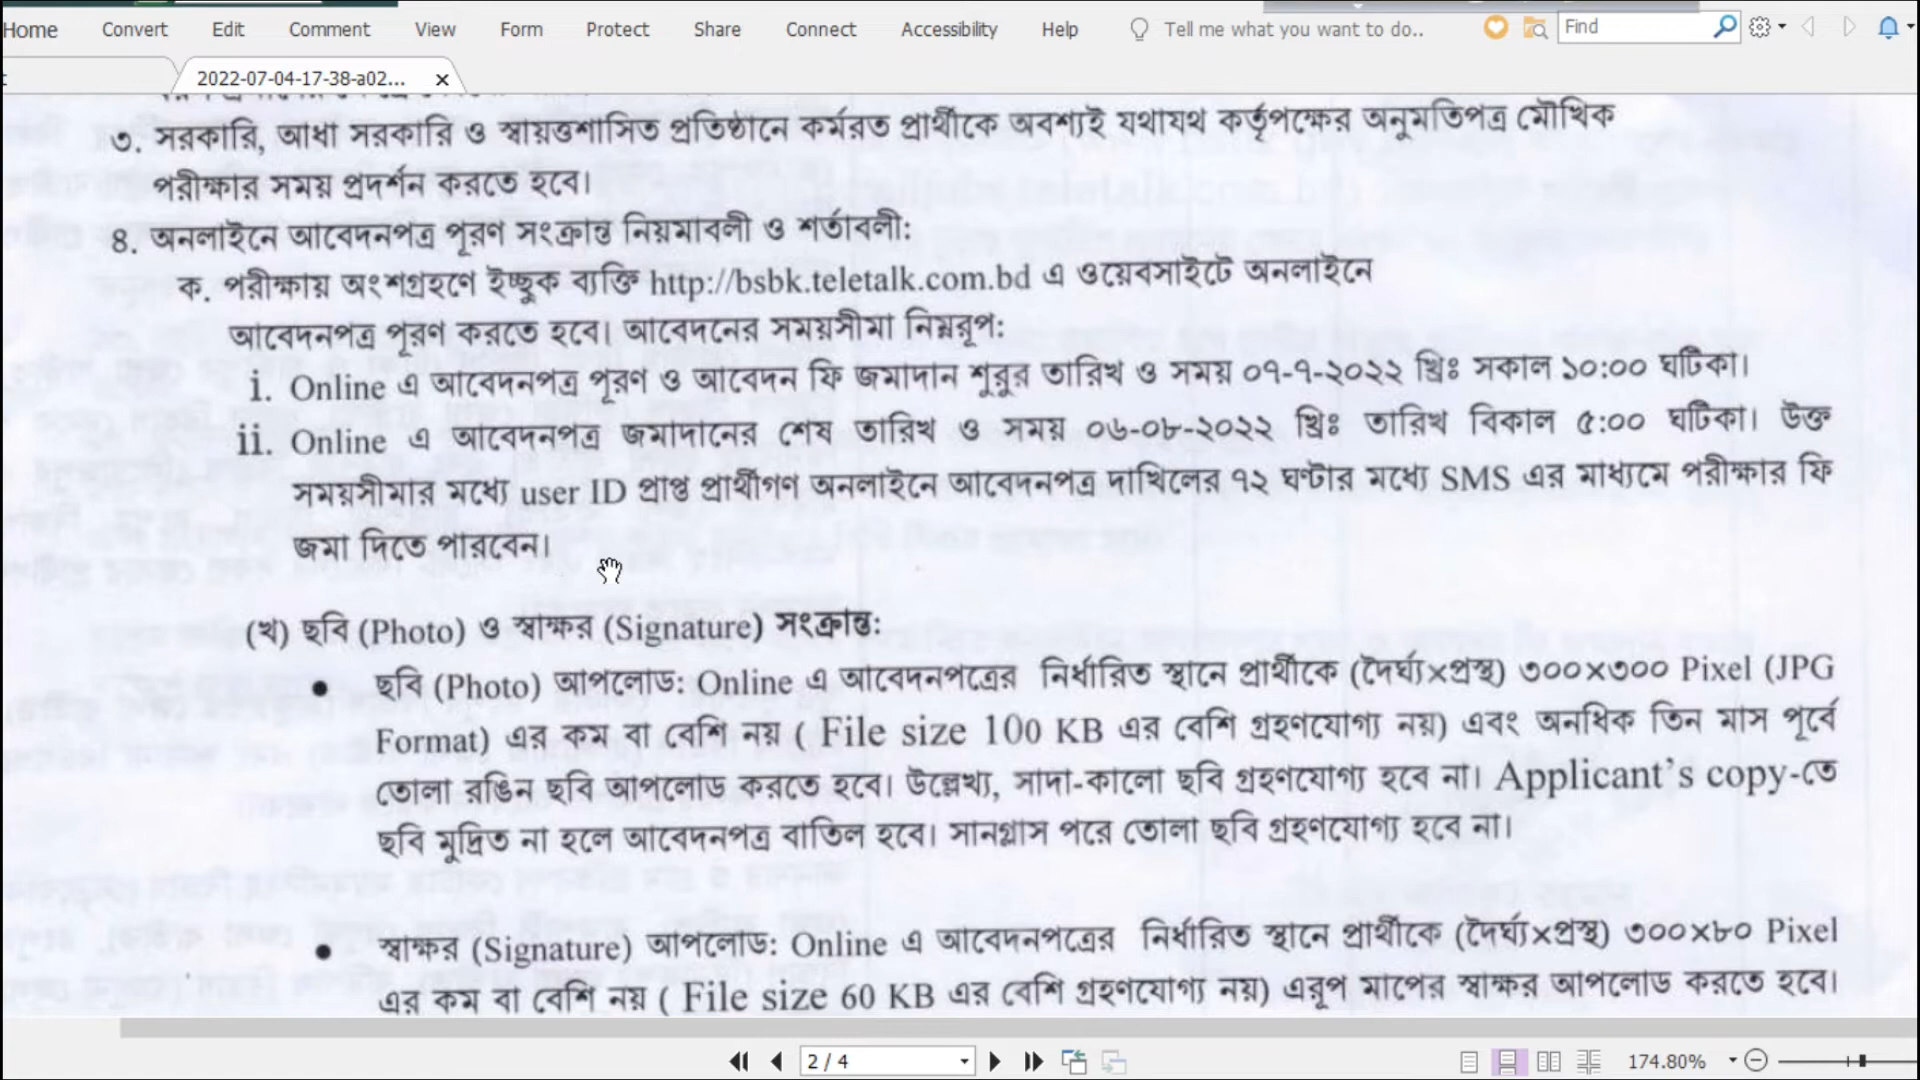 Home Convert Edit Comment View Form Protect Share Connect Accessibility Help Tell me what you want to do.. Find
2022-07-04-17-38-a02...
৩. সরকারি, আধা সরকারি ও স্বায়ত্তশাসিত প্রতিষ্ঠানে কর্মরত প্রার্থীকে অবশ্যই যথাযথ কর্তৃপক্ষের অনুমতিপত্র মৌখিক
পরীক্ষার সময় প্রদর্শন করতে হবে।
৪. অনলাইনে আবেদনপত্র পূরণ সংক্রান্ত নিয়মাবলী ও শর্তাবলী:
ক. পরীক্ষায় অংশগ্রহণে ইচ্ছুক ব্যক্তি http://bsbk.teletalk.com.bd এ ওয়েবসাইটে অনলাইনে
আবেদনপত্র পূরণ করতে হবে। আবেদনের সময়সীমা নিম্নরূপ:
i. Online এ আবেদনপত্র পূরণ ও আবেদন ফি জমাদান শুরুর তারিখ ও সময় ০৭-৭-২০২২ খ্রিঃ সকাল ১০:০০ ঘটিকা।
ii. Online এ আবেদনপত্র জমাদানের শেষ তারিখ ও সময় ০৬-০৮-২০২২ খ্রিঃ তারিখ বিকাল ৫:০০ ঘটিকা। উক্ত
সময়সীমার মধ্যে user ID প্রাপ্ত প্রার্থীগণ অনলাইনে আবেদনপত্র দাখিলের ৭২ ঘণ্টার মধ্যে SMS এর মাধ্যমে পরীক্ষার ফি
জমা দিতে পারবেন।
(খ) ছবি (Photo) ও স্বাক্ষর (Signature) সংক্রান্ত:
● ছবি (Photo) আপলোড: Online এ আবেদনপত্রের নির্ধারিত স্থানে প্রার্থীকে (দৈর্ঘ্য×প্রস্থ) ৩০০×৩০০ Pixel (JPG
Format) এর কম বা বেশি নয় ( File size 100 KB এর বেশি গ্রহণযোগ্য নয়) এবং অনধিক তিন মাস পূর্বে
তোলা রঙিন ছবি আপলোড করতে হবে। উল্লেখ্য, সাদা-কালো ছবি গ্রহণযোগ্য হবে না। Applicant's copy-তে
ছবি মুদ্রিত না হলে আবেদনপত্র বাতিল হবে। সানগ্লাস পরে তোলা ছবি গ্রহণযোগ্য হবে না।
● স্বাক্ষর (Signature) আপলোড: Online এ আবেদনপত্রের নির্ধারিত স্থানে প্রার্থীকে (দৈর্ঘ্য×প্রস্থ) ৩০০×৮০ Pixel
এর কম বা বেশি নয় ( File size 60 KB এর বেশি গ্রহণযোগ্য নয়) এরূপ মাপের স্বাক্ষর আপলোড করতে হবে।
2 / 4 174.80%